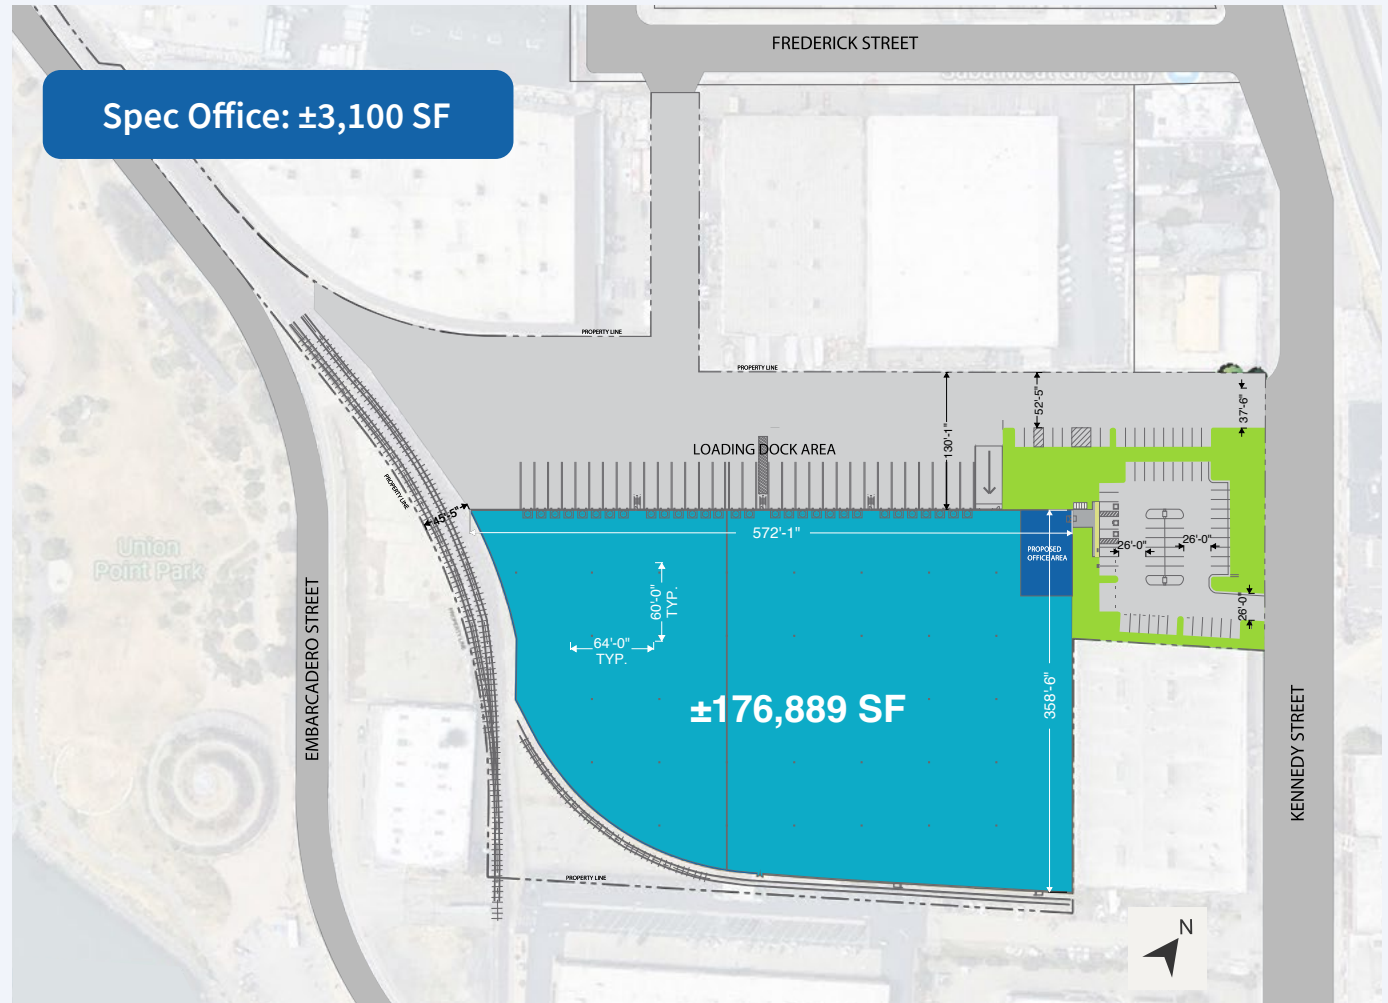 FREDERICK STREET
Spec Office: ±3,100 SF
PROPERTY LINE
PROPERTY LINE
52'-5"
37'-6"
130'-1"
LOADING DOCK AREA
PROPERTY LINE
45'-5"
572'-1"
PROPOSED
OFFICE AREA
26'-0"
26'-0"
26'-0"
Union
Point Park
60'-0"
TYP.
64'-0"
TYP.
EMBARCADERO STREET
±176,889 SF
358'-6"
KENNEDY STREET
PROPERTY LINE
N